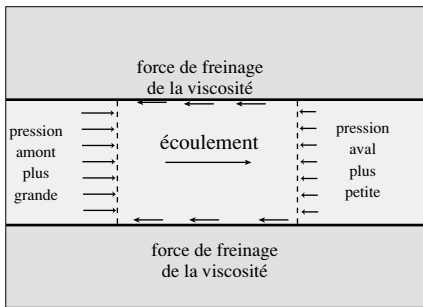 force de freinage
de la viscosité
pression
amont
plus
grande
écoulement
pression
aval
plus
petite
force de freinage
de la viscosité